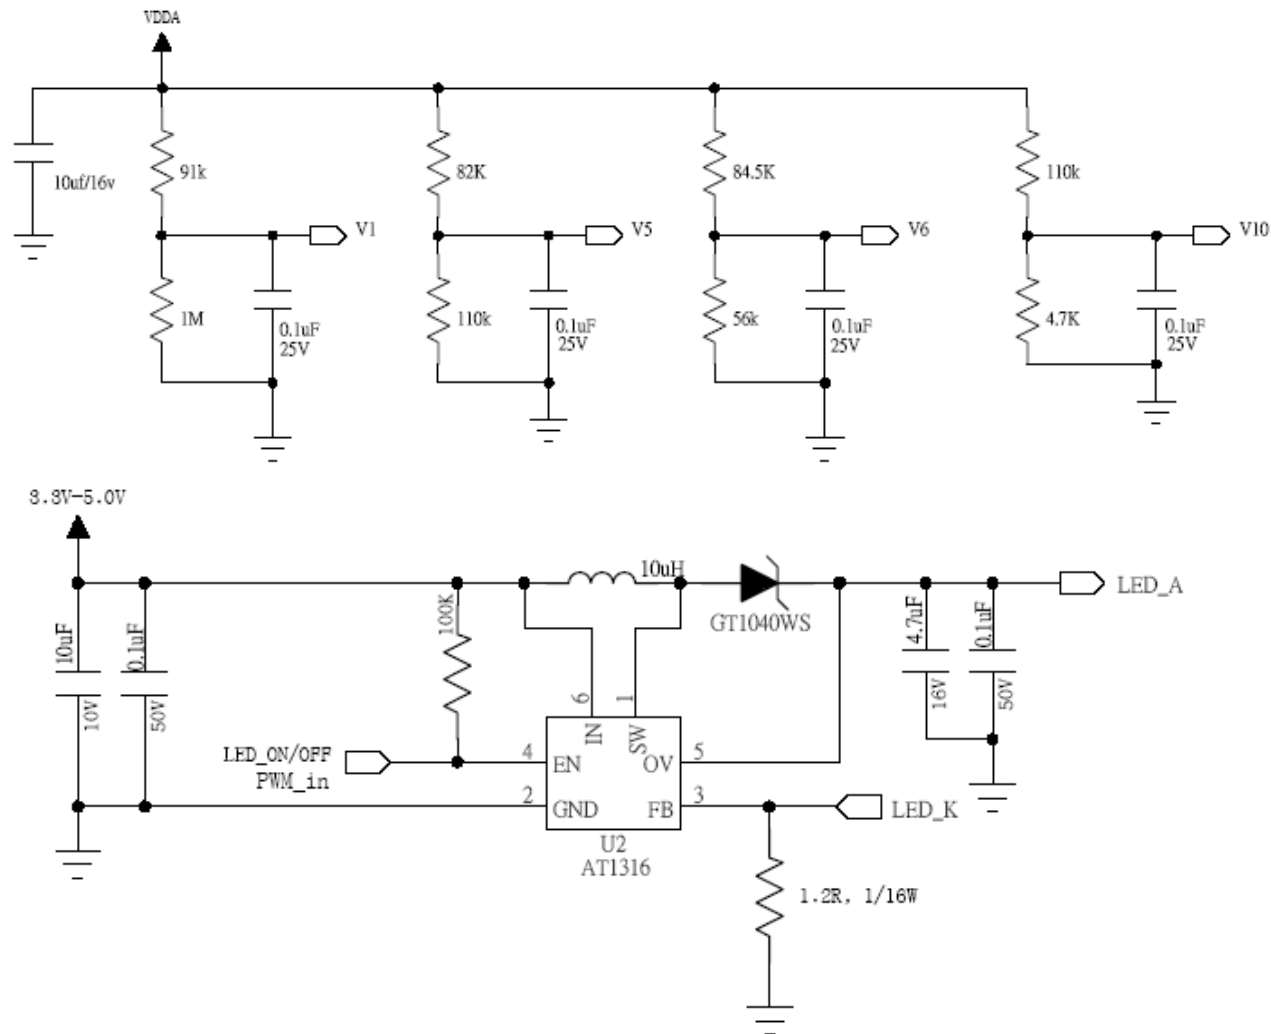 VDDA
10uf/16v
91k
82K
84.5K
110k
V1
V5
V6
V10
1M
0.1uF
25V
110k
0.1uF
25V
56k
0.1uF
25V
4.7K
0.1uF
25V
3.3V-5.0V
10uH
GT1040WS
LED_A
10uF
10V
0.1uF
50V
100K
4.7uF
16V
0.1uF
50V
6
1
IN
SW
LED_ON/OFF
PWM_in
4
EN
OV
5
2
GND
FB
3
LED_K
U2
AT1316
1.2R, 1/16W